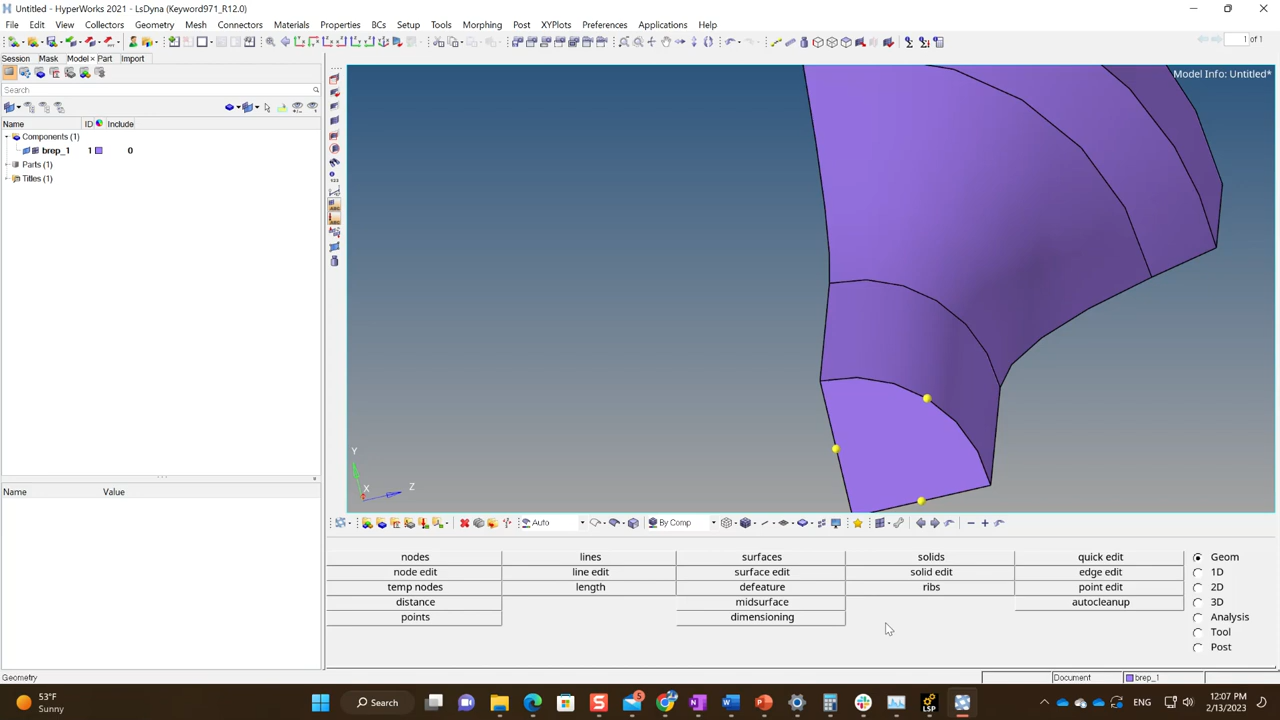 Untitled - HyperWorks 2021 - LsDyna (Keyword971_R12.0)
File Edit View Collectors Geometry Mesh Connectors Materials Properties BCs Setup Tools Morphing Post XYPlots Preferences Applications Help
1 of 1
Session Mask Model × Part Import
Model Info: Untitled*
Search
Name ID Include
Components (1)
brep_1 1 0
Parts (1)
Titles (1)
Y
X
Z
Name Value
Auto By Comp
nodes lines surfaces solids quick edit Geom
node edit line edit surface edit solid edit edge edit 1D
temp nodes length defeature ribs point edit 2D
distance midsurface autocleanup 3D
points dimensioning Analysis
Tool
Post
Geometry Document brep_1
53°F
Sunny
Search
5
LSP
ENG
12:07 PM
2/13/2023